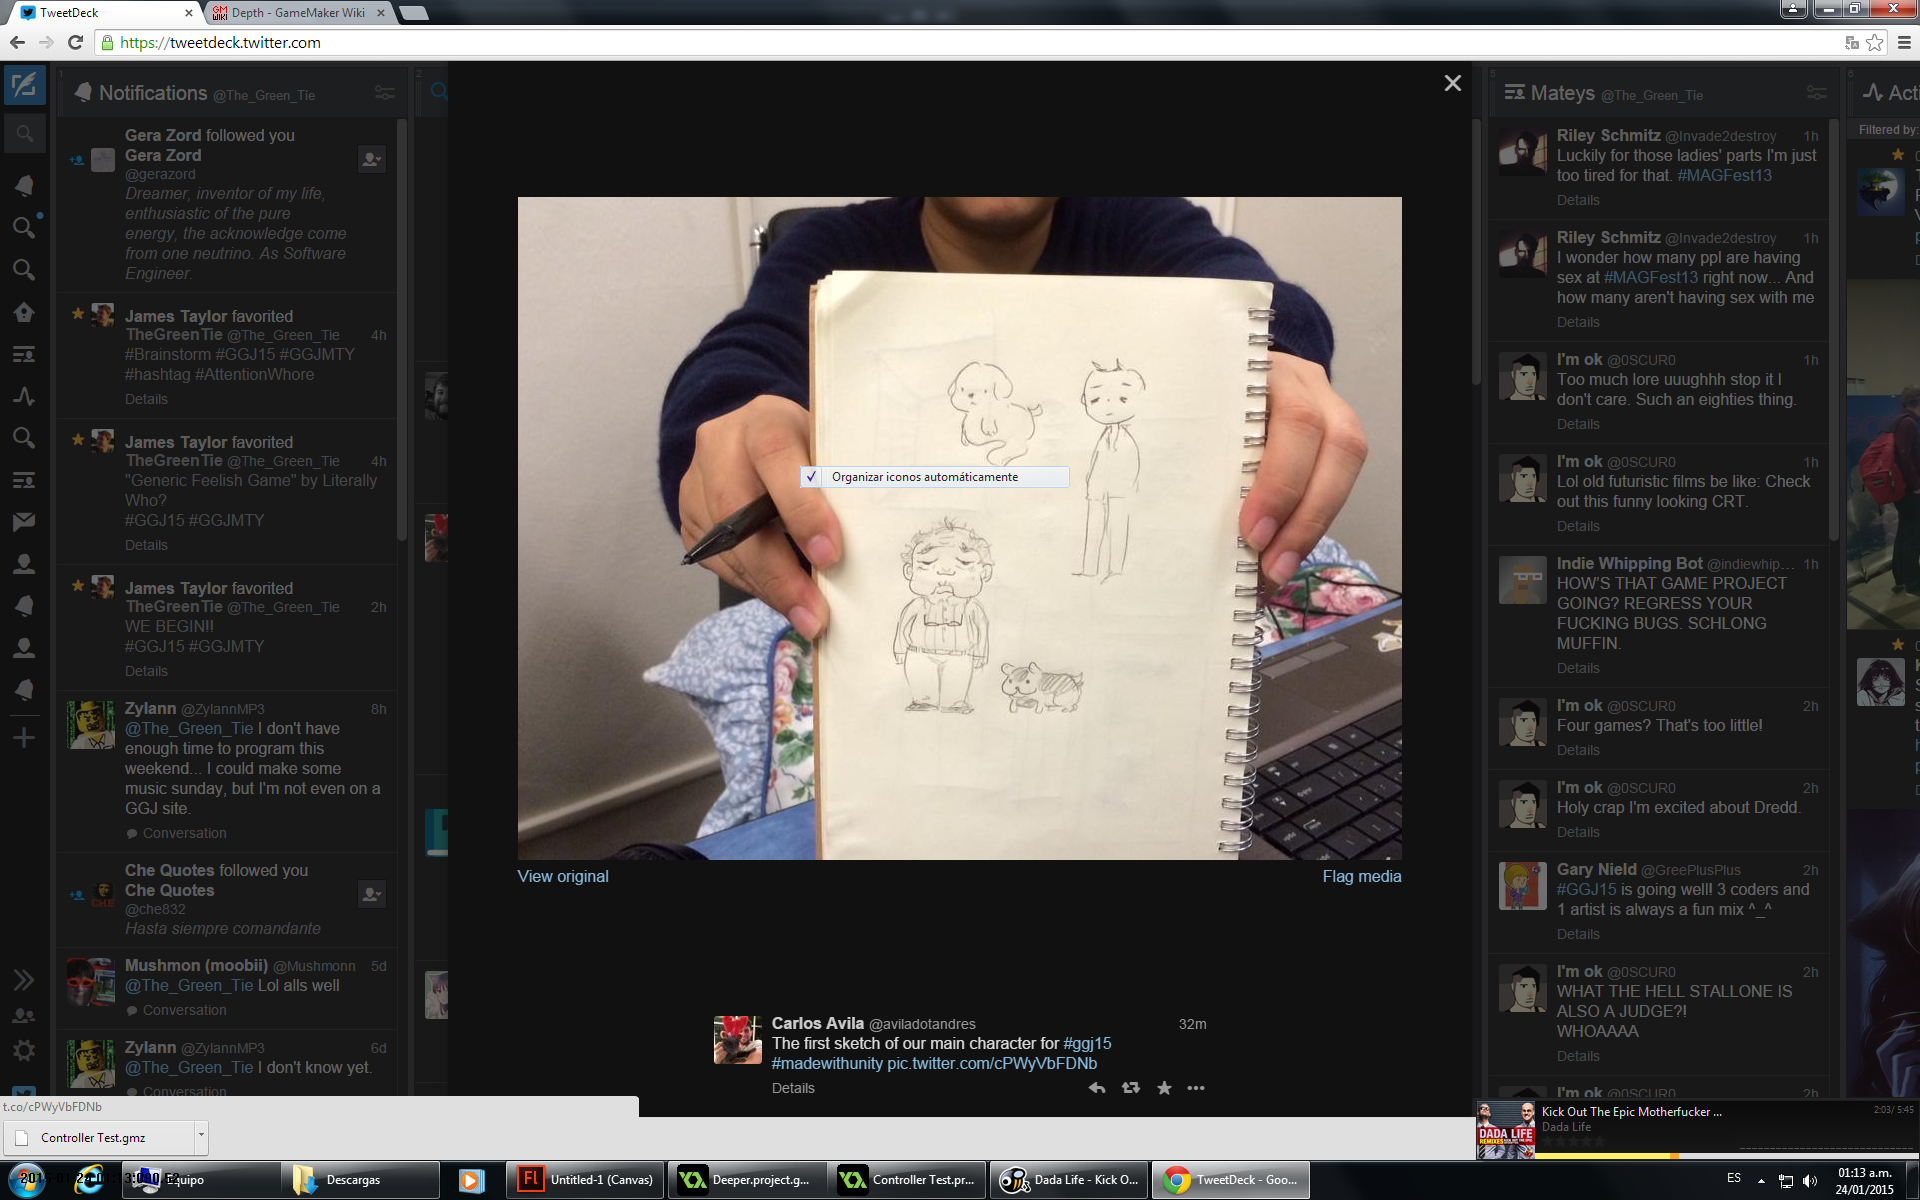 TweetDeck
Depth - GameMaker Wiki
https://tweetdeck.twitter.com
1
Notifications @The_Green_Tie
Gera Zord followed you
Gera Zord
@gerazord
Dreamer, inventor of my life,
enthusiastic of the pure
energy, the acknowledge come
from one neutrino. As Software
Engineer.
James Taylor favorited
TheGreenTie @The_Green_Tie 4h
#Brainstorm #GGJ15 #GGJMTY
#hashtag #AttentionWhore
Details
James Taylor favorited
TheGreenTie @The_Green_Tie 4h
"Generic Feelish Game" by Literally
Who?
#GGJ15 #GGJMTY
Details
James Taylor favorited
TheGreenTie @The_Green_Tie 2h
WE BEGIN!!
#GGJ15 #GGJMTY
Details
Zylann @ZylannMP3 8h
@The_Green_Tie I don't have
enough time to program this
weekend... I could make some
music sunday, but I'm not even on a
GGJ site.
Conversation
Che Quotes followed you
Che Quotes
@che832
Hasta siempre comandante
Mushmon (moobii) @Mushmonn 5d
@The_Green_Tie Lol alls well
Conversation
Zylann @ZylannMP3 6d
@The_Green_Tie I don't know yet.
Conversation
2
Organizar iconos automáticamente
View original
Flag media
Carlos Avila @aviladotandres 32m
The first sketch of our main character for #ggj15
#madewithunity pic.twitter.com/cPWyVbFDNb
Details
5
Mateys @The_Green_Tie
Riley Schmitz @Invade2destroy 1h
Luckily for those ladies' parts I'm just
too tired for that. #MAGFest13
Details
Riley Schmitz @Invade2destroy 1h
I wonder how many ppl are having
sex at #MAGFest13 right now... And
how many aren't having sex with me
Details
I'm ok @0SCUR0 1h
Too much lore uuughhh stop it I
don't care. Such an eighties thing.
Details
I'm ok @0SCUR0 1h
Lol old futuristic films be like: Check
out this funny looking CRT.
Details
Indie Whipping Bot @indiewhip... 1h
HOW'S THAT GAME PROJECT
GOING? REGRESS YOUR
FUCKING BUGS. SCHLONG
MUFFIN.
Details
I'm ok @0SCUR0 2h
Four games? That's too little!
Details
I'm ok @0SCUR0 2h
Holy crap I'm excited about Dredd.
Details
Gary Nield @GreePlusPlus 2h
#GGJ15 is going well! 3 coders and
1 artist is always a fun mix ^_^
Details
I'm ok @0SCUR0 2h
WHAT THE HELL STALLONE IS
ALSO A JUDGE?!
WHOAAAA
Details
I'm ok @0SCUR0 2h
6
Acti
Filtered by:
t.co/cPWyVbFDNb
Controller Test.gmz
DADA LIFE
Kick Out The Epic Motherfucker ...
Dada Life
2:03/ 5:45
Equipo
Descargas
Untitled-1 (Canvas)
Deeper.project.g...
Controller Test.pr...
Dada Life - Kick O...
TweetDeck - Goo...
ES
01:13 a.m.
24/01/2015